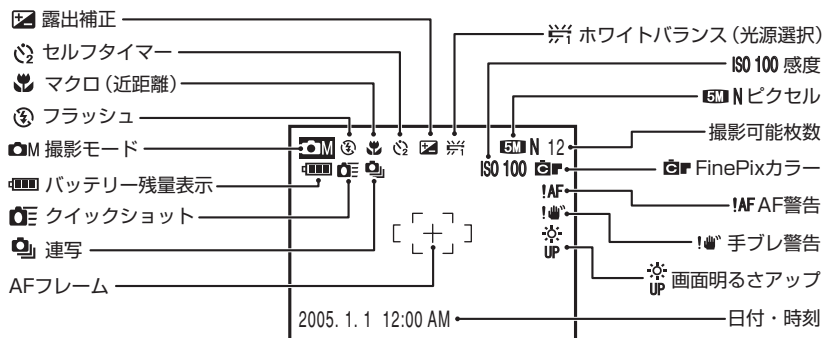 露出補正
セルフタイマー
マクロ（近距離）
フラッシュ
M 撮影モード
バッテリー残量表示
クイックショット
連写
AFフレーム
M
5M N 12
ISO 100
!AF
!
UP
2005. 1. 1 12:00 AM
ホワイトバランス（光源選択）
ISO 100 感度
5M N ピクセル
撮影可能枚数
FinePixカラー
!AF AF警告
! 手ブレ警告
UP 画面明るさアップ
日付・時刻